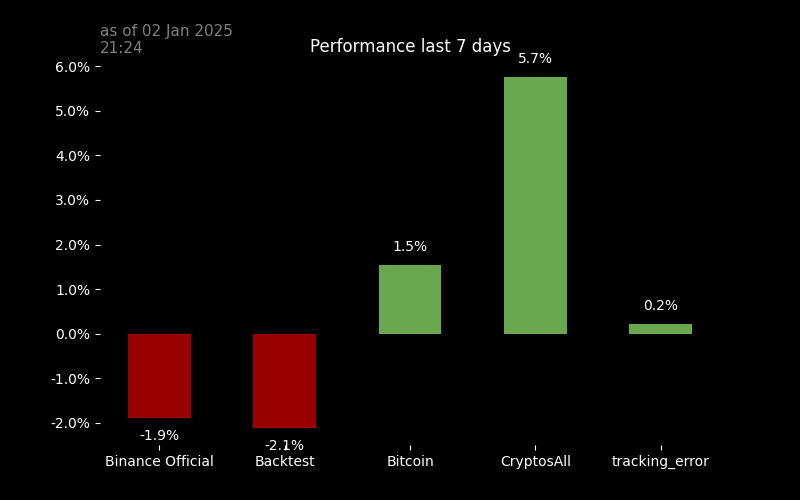 as of 02 Jan 2025
21:24
Performance last 7 days
6.0%
5.0%
4.0%
3.0%
2.0%
1.0%
0.0%
-1.0%
-2.0%
-1.9%
-2.1%
1.5%
5.7%
0.2%
Binance Official
Backtest
Bitcoin
CryptosAll
tracking_error